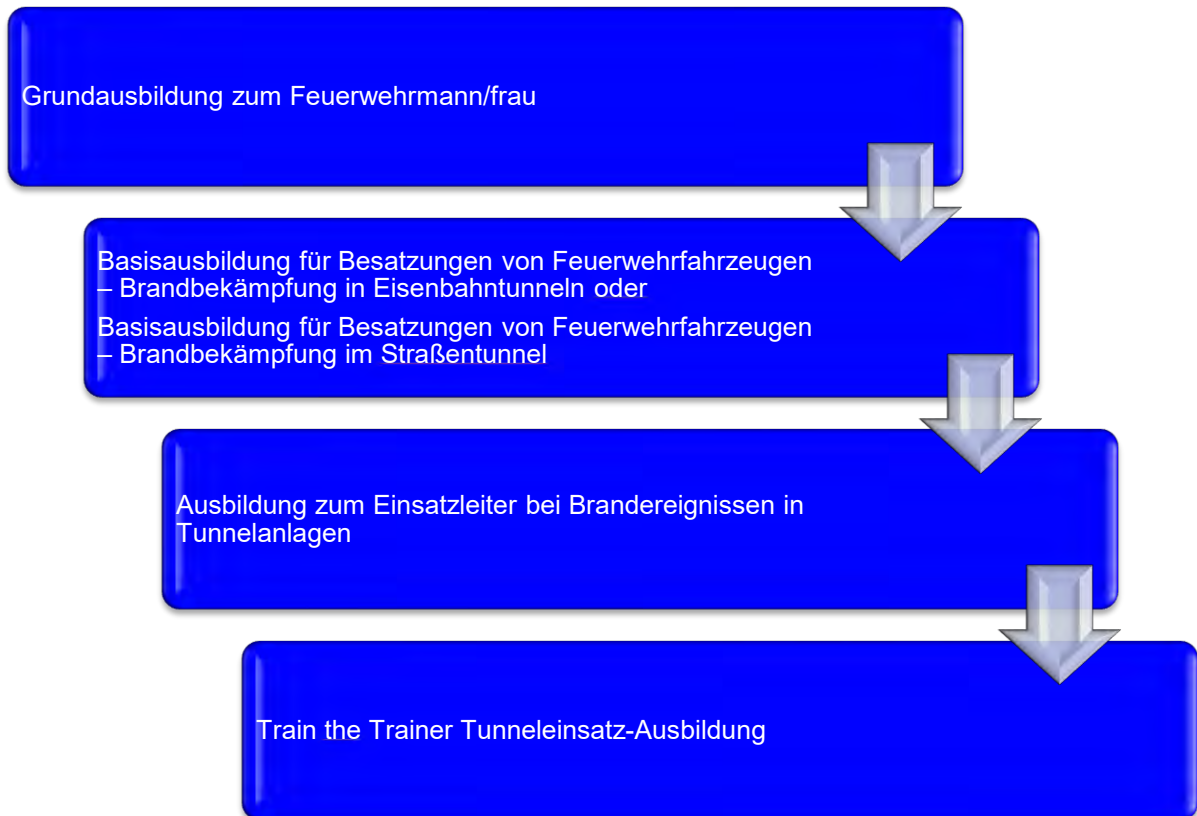 Grundausbildung zum Feuerwehrmann/frau
Basisausbildung für Besatzungen von Feuerwehrfahrzeugen
– Brandbekämpfung in Eisenbahntunneln oder
Basisausbildung für Besatzungen von Feuerwehrfahrzeugen
– Brandbekämpfung im Straßentunnel
Ausbildung zum Einsatzleiter bei Brandereignissen in
Tunnelanlagen
Train the Trainer Tunneleinsatz-Ausbildung